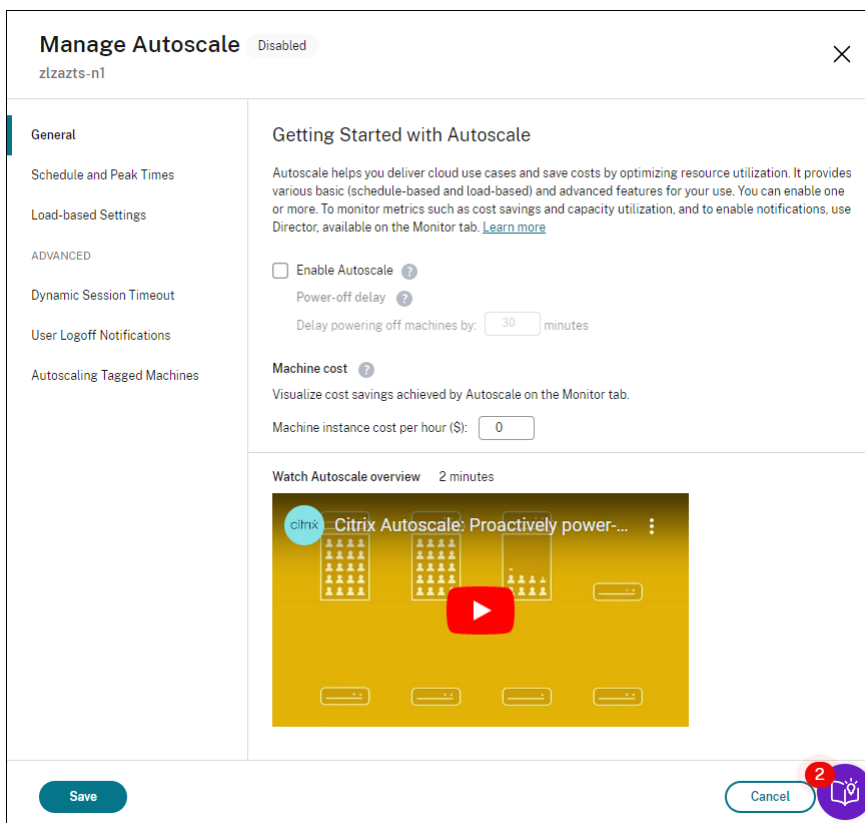 Manage Autoscale Disabled
zlzazts-n1
General
Schedule and Peak Times
Load-based Settings
ADVANCED
Dynamic Session Timeout
User Logoff Notifications
Autoscaling Tagged Machines
Getting Started with Autoscale
Autoscale helps you deliver cloud use cases and save costs by optimizing resource utilization. It provides
various basic (schedule-based and load-based) and advanced features for your use. You can enable one
or more. To monitor metrics such as cost savings and capacity utilization, and to enable notifications, use
Director, available on the Monitor tab. Learn more
Enable Autoscale ?
Power-off delay ?
Delay powering off machines by: 30 minutes
Machine cost ?
Visualize cost savings achieved by Autoscale on the Monitor tab.
Machine instance cost per hour ($): 0
Watch Autoscale overview 2 minutes
citrix Citrix Autoscale: Proactively power-...
Save
Cancel
2